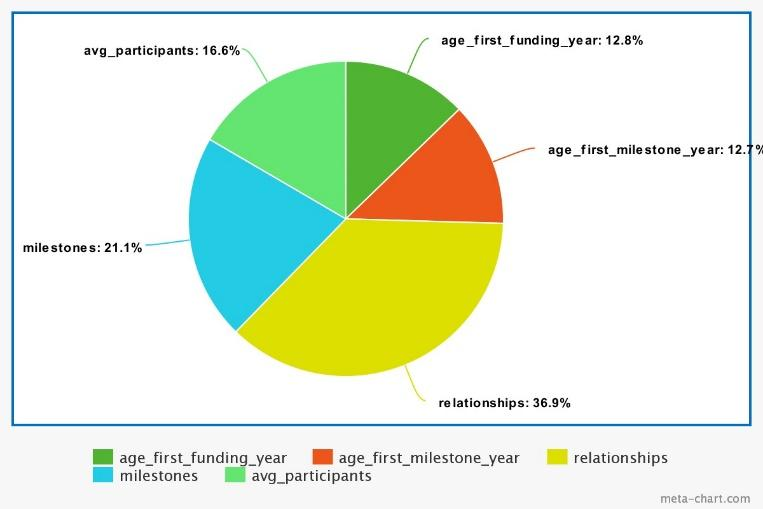 age_first_funding_year: 12.8%
avg_participants: 16.6%
age_first_milestone_year: 12.7%
milestones: 21.1%
relationships: 36.9%
age_first_funding_year age_first_milestone_year relationships
milestones avg_participants
meta-chart.com